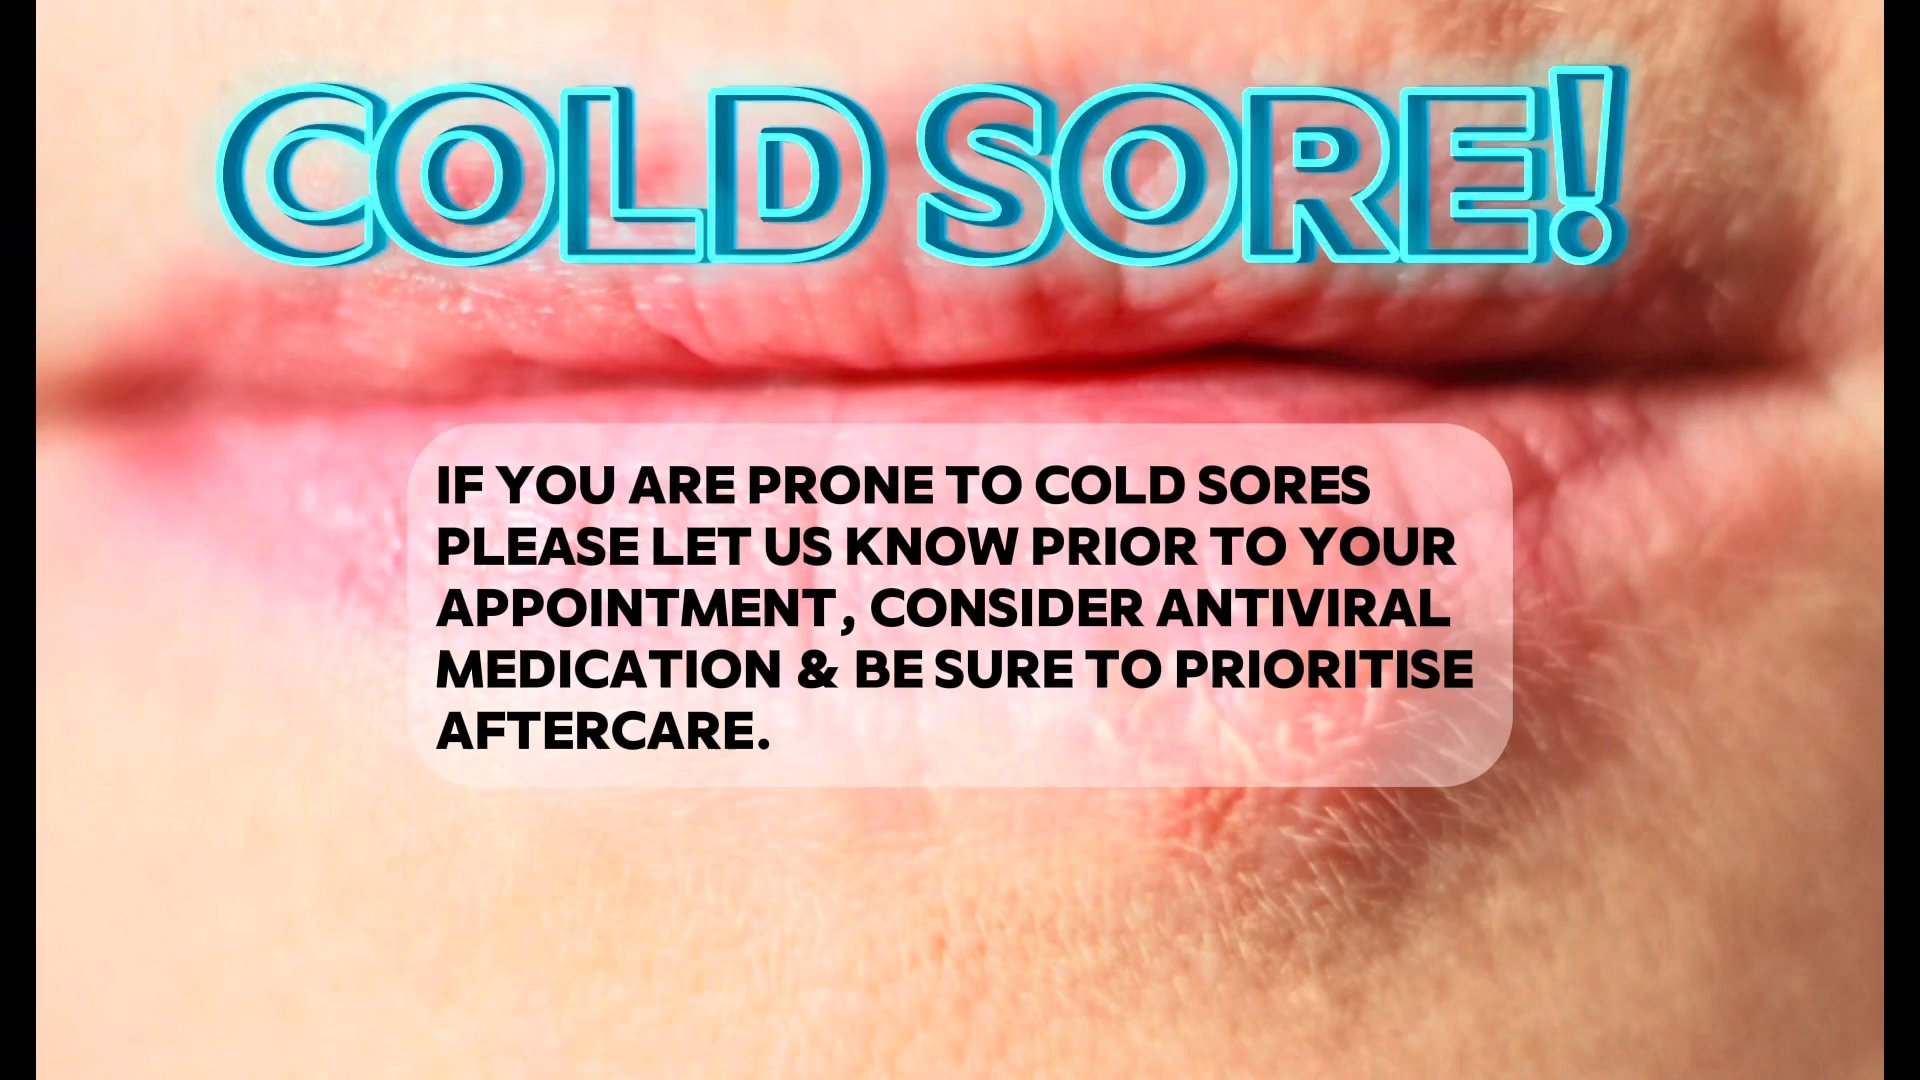 COLD SORE!
IF YOU ARE PRONE TO COLD SORES
PLEASE LET US KNOW PRIOR TO YOUR
APPOINTMENT, CONSIDER ANTIVIRAL
MEDICATION & BE SURE TO PRIORITISE
AFTERCARE.